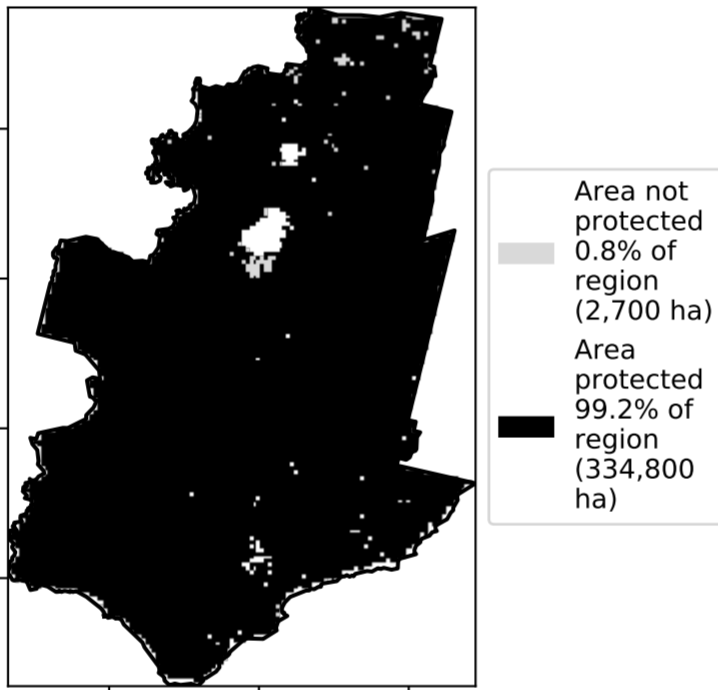 Area not
protected
0.8% of
region
(2,700 ha)
Area
protected
99.2% of
region
(334,800
ha)